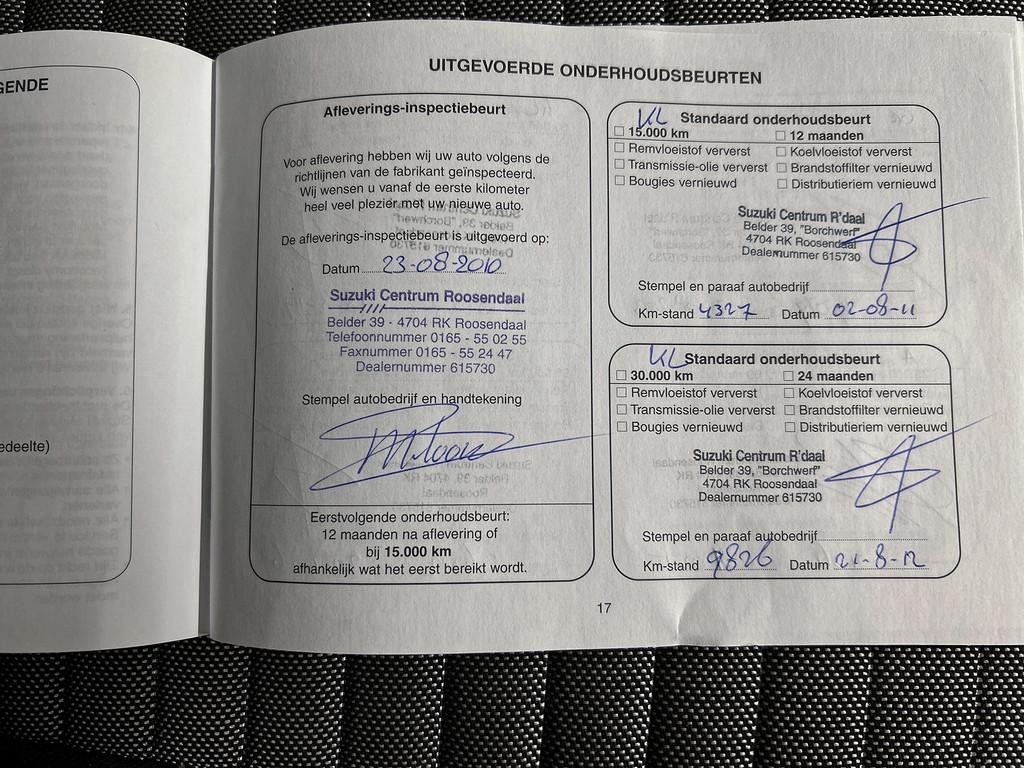 GENDE
edeelte)
UITGEVOERDE ONDERHOUDSBEURTEN
Afleverings-inspectiebeurt
Voor aflevering hebben wij uw auto volgens de
richtlijnen van de fabrikant geïnspecteerd.
Wij wensen u vanaf de eerste kilometer
heel veel plezier met uw nieuwe auto.
De afleverings-inspectiebeurt is uitgevoerd op:
Datum 23-08-2010
Suzuki Centrum Roosendaal
Belder 39 - 4704 RK Roosendaal
Telefoonnummer 0165 - 55 02 55
Faxnummer 0165 - 55 24 47
Dealernummer 615730
Stempel autobedrijf en handtekening
Eerstvolgende onderhoudsbeurt:
12 maanden na aflevering of
bij 15.000 km
afhankelijk wat het eerst bereikt wordt.
KL Standaard onderhoudsbeurt
☐ 15.000 km ☐ 12 maanden
☐ Remvloeistof ververst ☐ Koelvloeistof ververst
☐ Transmissie-olie ververst ☐ Brandstoffilter vernieuwd
☐ Bougies vernieuwd ☐ Distributieriem vernieuwd
Suzuki Centrum R'daal
Belder 39, "Borchwerf"
4704 RK Roosendaal
Dealernummer 615730
Stempel en paraaf autobedrijf
Km-stand 4327 Datum 02-08-11
KL Standaard onderhoudsbeurt
☐ 30.000 km ☐ 24 maanden
☐ Remvloeistof ververst ☐ Koelvloeistof ververst
☐ Transmissie-olie ververst ☐ Brandstoffilter vernieuwd
☐ Bougies vernieuwd ☐ Distributieriem vernieuwd
Suzuki Centrum R'daal
Belder 39, "Borchwerf"
4704 RK Roosendaal
Dealernummer 615730
Stempel en paraaf autobedrijf
Km-stand 9826 Datum 21-8-12
17